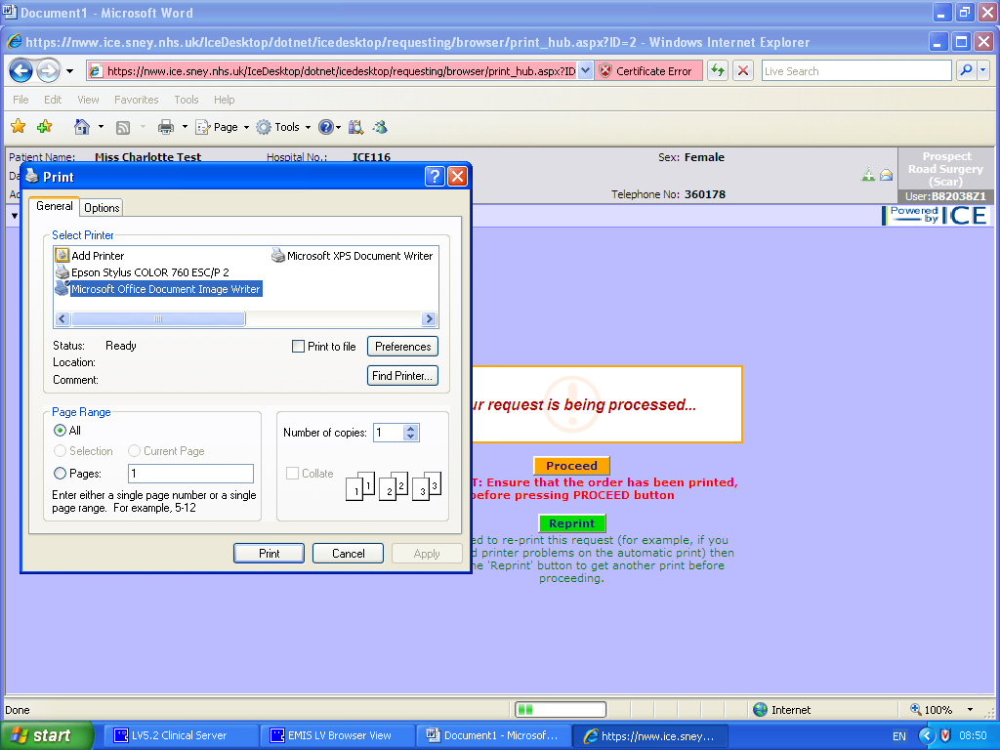 Document1 - Microsoft Word
https://nww.ice.sney.nhs.uk/IceDesktop/dotnet/icedesktop/requesting/browser/print_hub.aspx?ID=2 - Windows Internet Explorer
https://nww.ice.sney.nhs.uk/IceDesktop/dotnet/icedesktop/requesting/browser/print_hub.aspx?ID Certificate Error Live Search
File Edit View Favorites Tools Help
Page Tools
Patient Name: Miss Charlotte Test Hospital No.: ICE116 Sex: Female
Telephone No: 360178
Prospect
Road Surgery
(Scar)
User:B82038Z1
Powered
by ICE
Print
General Options
Select Printer
Add Printer Microsoft XPS Document Writer
Epson Stylus COLOR 760 ESC/P 2
Microsoft Office Document Image Writer
Status: Ready Print to file Preferences
Location:
Comment: Find Printer...
Page Range
All Number of copies: 1
Selection Current Page
Pages: 1 Collate 1 1 2 2 3 3
Enter either a single page number or a single
page range. For example, 5-12
Print Cancel Apply
ur request is being processed...
Proceed
T: Ensure that the order has been printed,
before pressing PROCEED button
Reprint
ed to re-print this request (for example, if you
d printer problems on the automatic print) then
he 'Reprint' button to get another print before
proceeding.
Done Internet 100%
start LV5.2 Clinical Server EMIS LV Browser View Document1 - Microsof... https://nww.ice.sney... EN 08:50